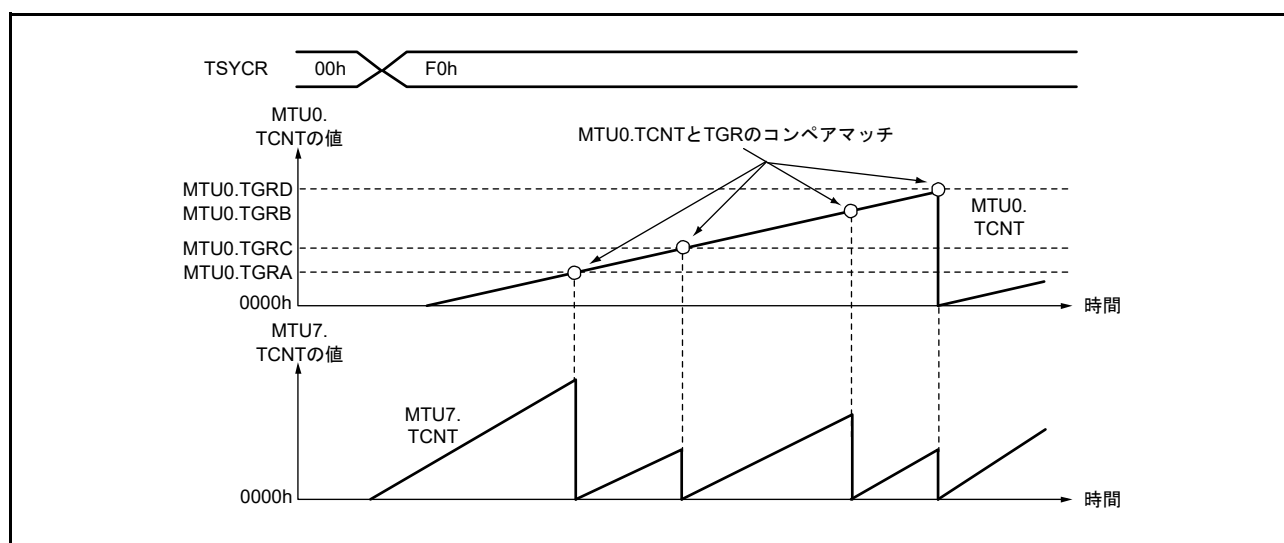 TSYCR 00h F0h
MTU0.
TCNTの値
MTU0.TCNTとTGRのコンペアマッチ
MTU0.TGRD
MTU0.TGRB
MTU0.
TCNT
MTU0.TGRC
MTU0.TGRA
0000h
時間
MTU7.
TCNTの値
MTU7.
TCNT
0000h
時間